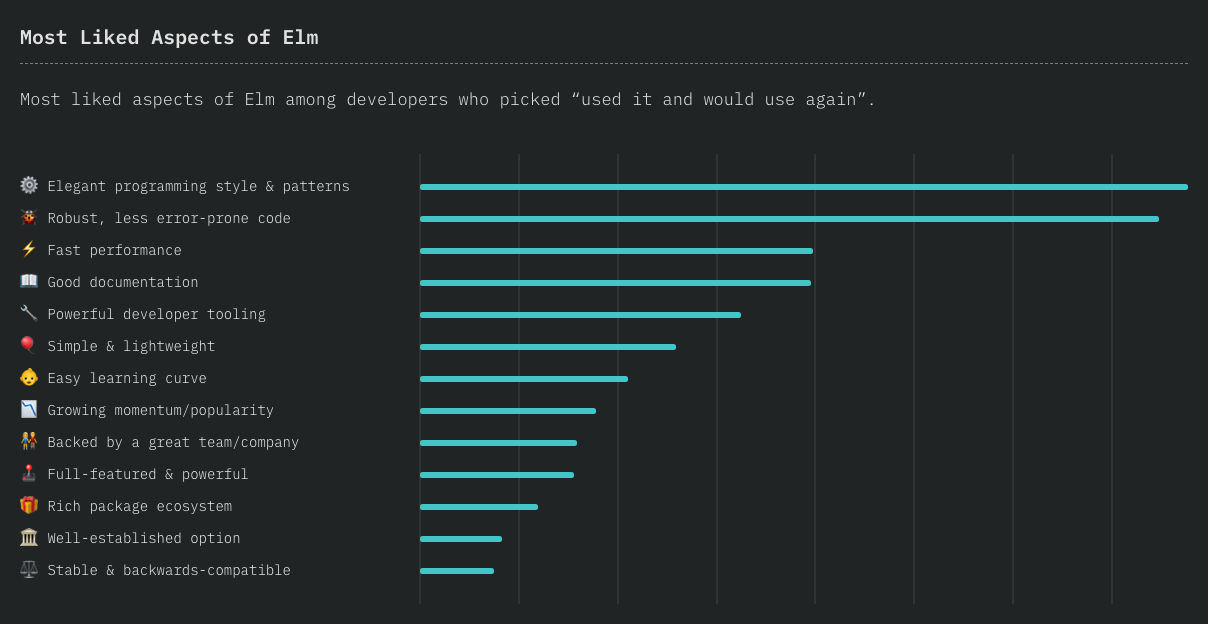 Most Liked Aspects of Elm
Most liked aspects of Elm among developers who picked “used it and would use again”.
Elegant programming style & patterns
Robust, less error-prone code
Fast performance
Good documentation
Powerful developer tooling
Simple & lightweight
Easy learning curve
Growing momentum/popularity
Backed by a great team/company
Full-featured & powerful
Rich package ecosystem
Well-established option
Stable & backwards-compatible